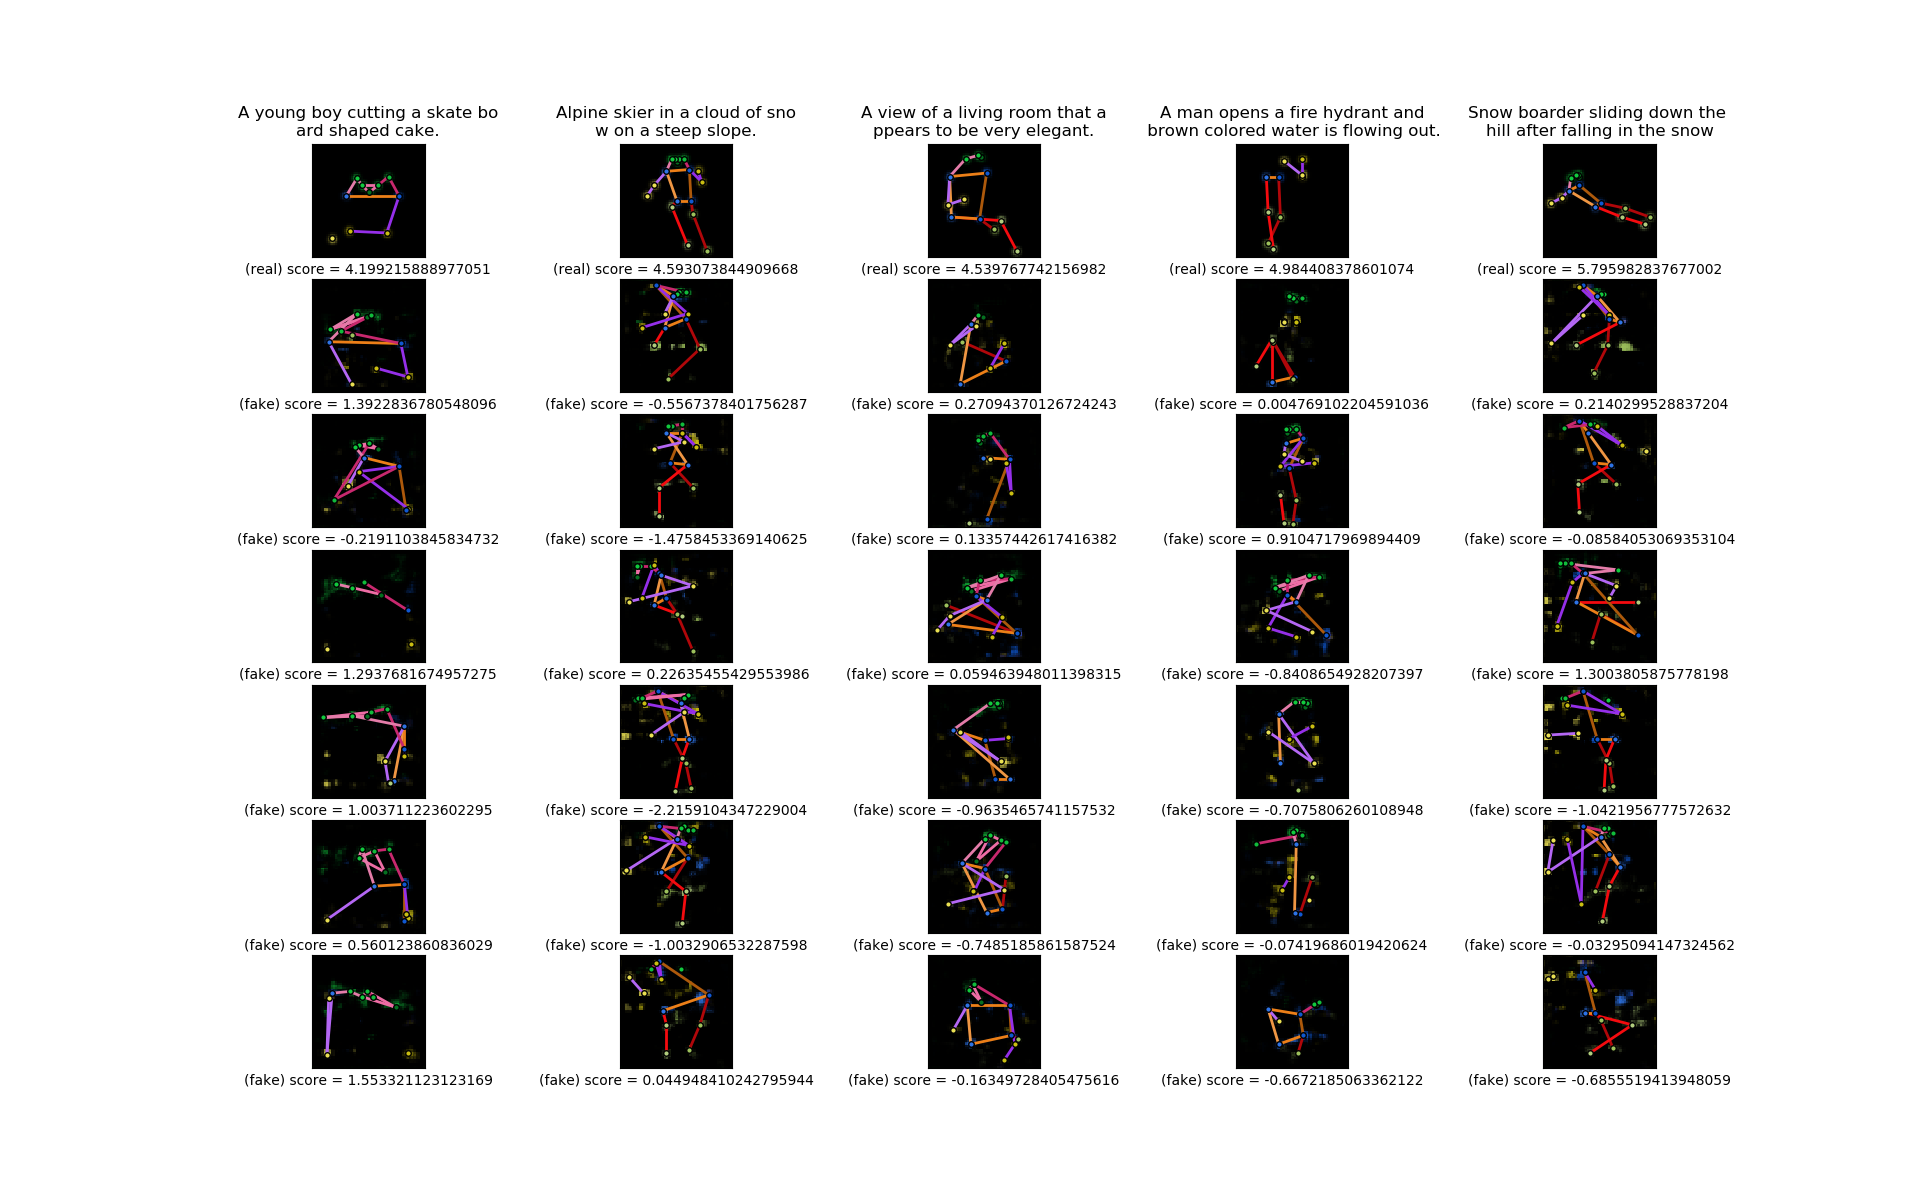 A young boy cutting a skate bo
ard shaped cake.
Alpine skier in a cloud of sno
w on a steep slope.
A view of a living room that a
ppears to be very elegant.
A man opens a fire hydrant and
brown colored water is flowing out.
Snow boarder sliding down the
hill after falling in the snow
(real) score = 4.199215888977051
(real) score = 4.593073844909668
(real) score = 4.539767742156982
(real) score = 4.984408378601074
(real) score = 5.795982837677002
(fake) score = 1.3922836780548096
(fake) score = -0.5567378401756287
(fake) score = 0.27094370126724243
(fake) score = 0.004769102204591036
(fake) score = 0.2140299528837204
(fake) score = -0.2191103845834732
(fake) score = -1.4758453369140625
(fake) score = 0.13357442617416382
(fake) score = 0.9104717969894409
(fake) score = -0.08584053069353104
(fake) score = 1.2937681674957275
(fake) score = 0.22635455429553986
(fake) score = 0.059463948011398315
(fake) score = -0.8408654928207397
(fake) score = 1.3003805875778198
(fake) score = 1.003711223602295
(fake) score = -2.2159104347229004
(fake) score = -0.9635465741157532
(fake) score = -0.7075806260108948
(fake) score = -1.0421956777572632
(fake) score = 0.560123860836029
(fake) score = -1.0032906532287598
(fake) score = -0.7485185861587524
(fake) score = -0.07419686019420624
(fake) score = -0.03295094147324562
(fake) score = 1.553321123123169
(fake) score = 0.044948410242795944
(fake) score = -0.16349728405475616
(fake) score = -0.6672185063362122
(fake) score = -0.6855519413948059